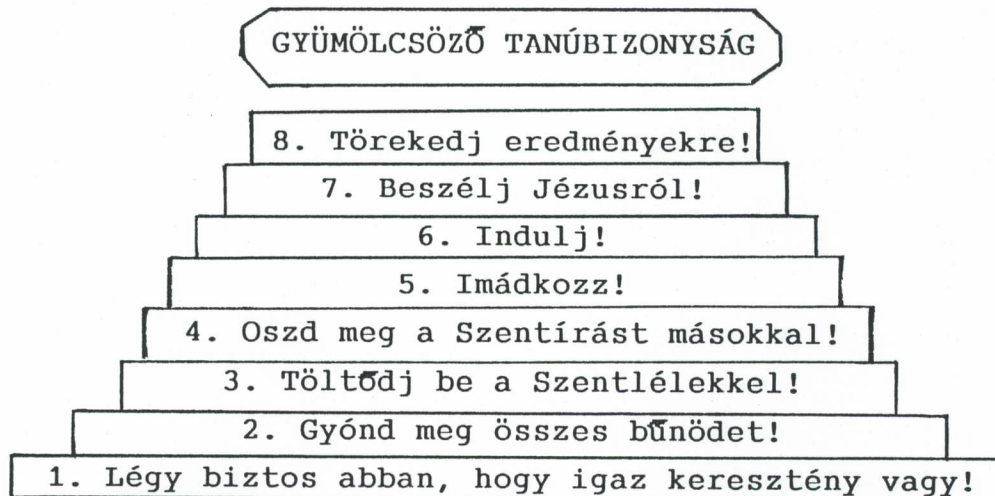 GYÜMÖLCSÖZŐ TANÚBIZONYSÁG
8. Törekedj eredményekre!
7. Beszélj Jézusról!
6. Indulj!
5. Imádkozz!
4. Oszd meg a Szentírást másokkal!
3. Töltődj be a Szentlélekkel!
2. Gyónd meg összes bűnödet!
1. Légy biztos abban, hogy igaz keresztény vagy!